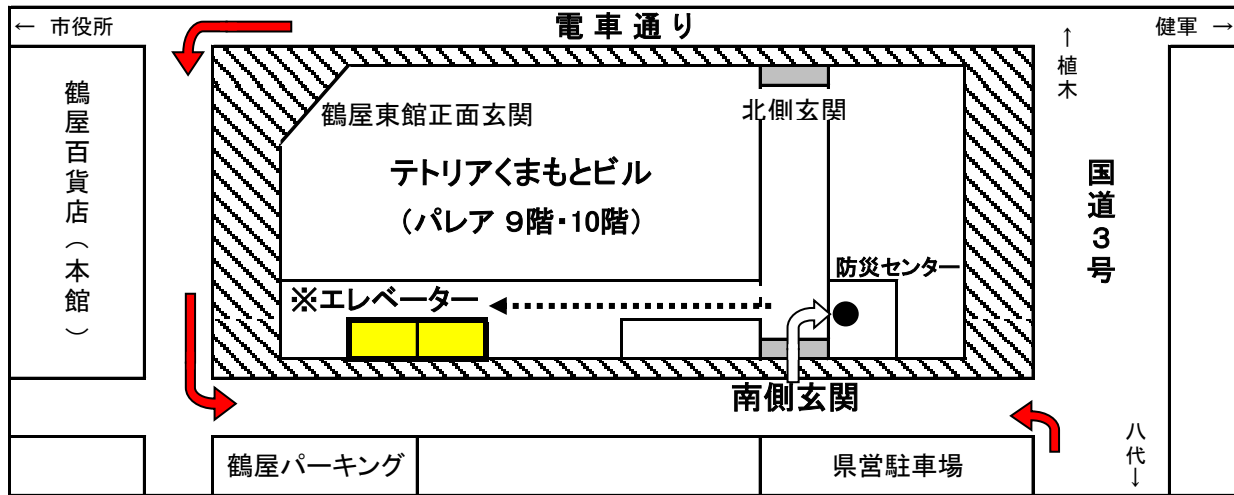 ← 市役所
電車通り
健軍 →
↑植木
鶴屋百貨店(本館)
鶴屋東館正面玄関
北側玄関
テトリアくまもとビル
(パレア 9階・10階)
国道3号
防災センター
※エレベーター
南側玄関
鶴屋パーキング
県営駐車場
八代↓